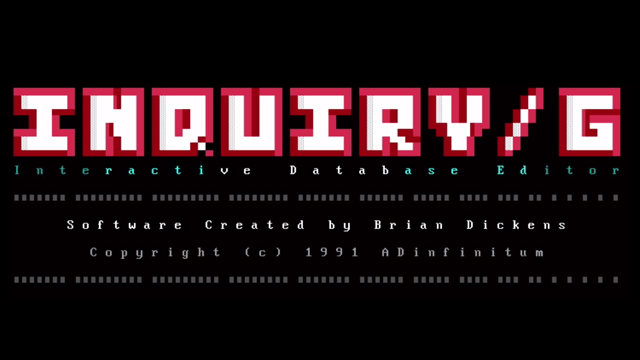 INQUIRY/G
Interactive Database Editor
Software Created by Brian Dickens
Copyright (c) 1991 ADinfinitum